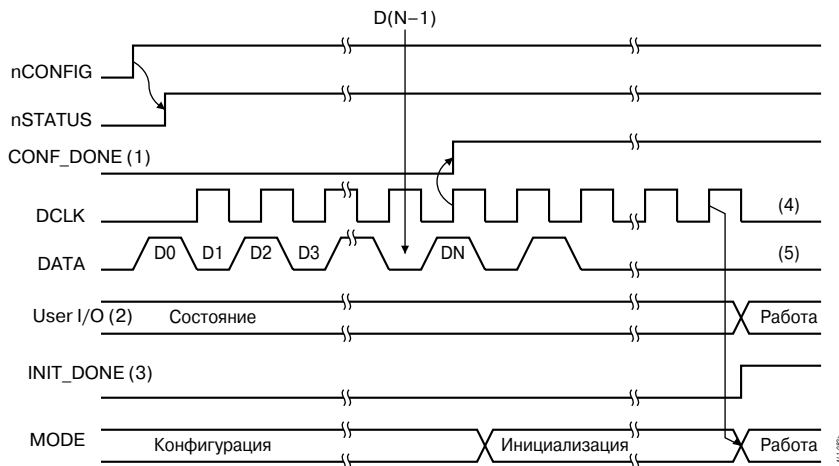 D(N−1)
nCONFIG
nSTATUS
CONF_DONE (1)
DCLK (4)
D0 D1 D2 D3 DN
DATA (5)
User I/O (2) Состояние Работа
INIT_DONE (3)
MODE Конфигурация Инициализация Работа